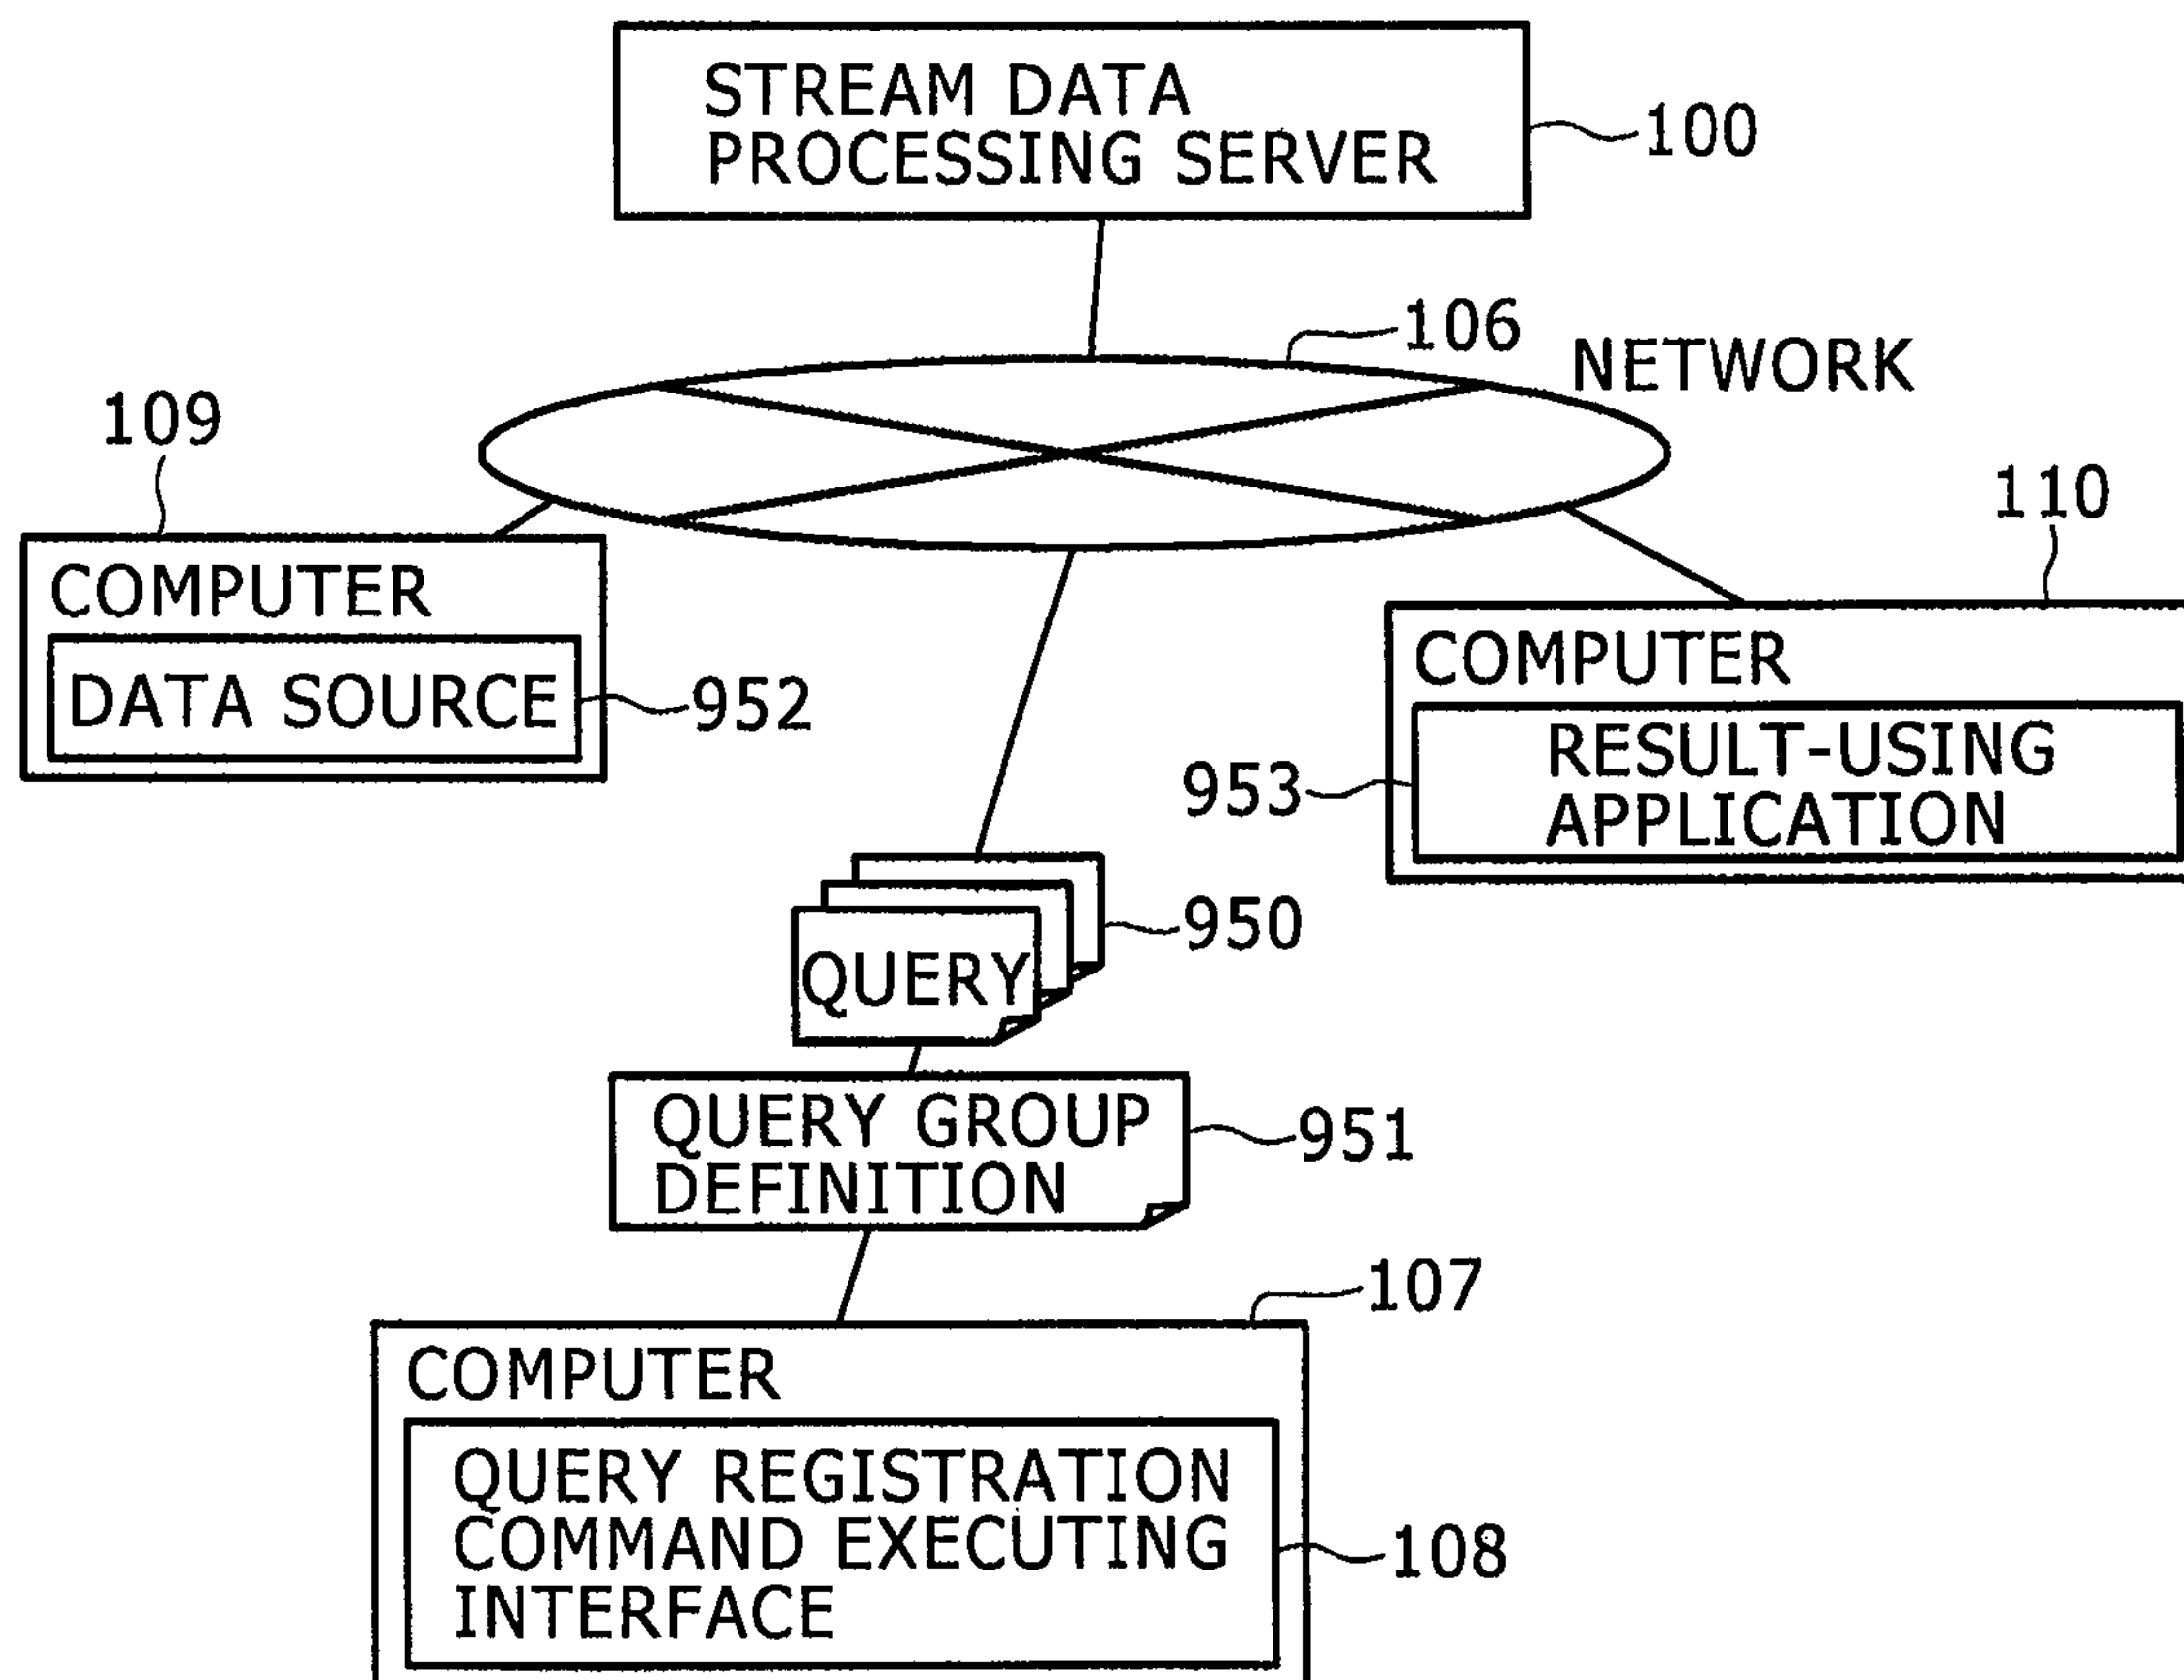 STREAM DATA
PROCESSING SERVER
100
106
NETWORK
109
110
COMPUTER
DATA SOURCE
952
COMPUTER
RESULT-USING
APPLICATION
953
950
QUERY
QUERY GROUP
DEFINITION
951
107
COMPUTER
QUERY REGISTRATION
COMMAND EXECUTING
INTERFACE
108